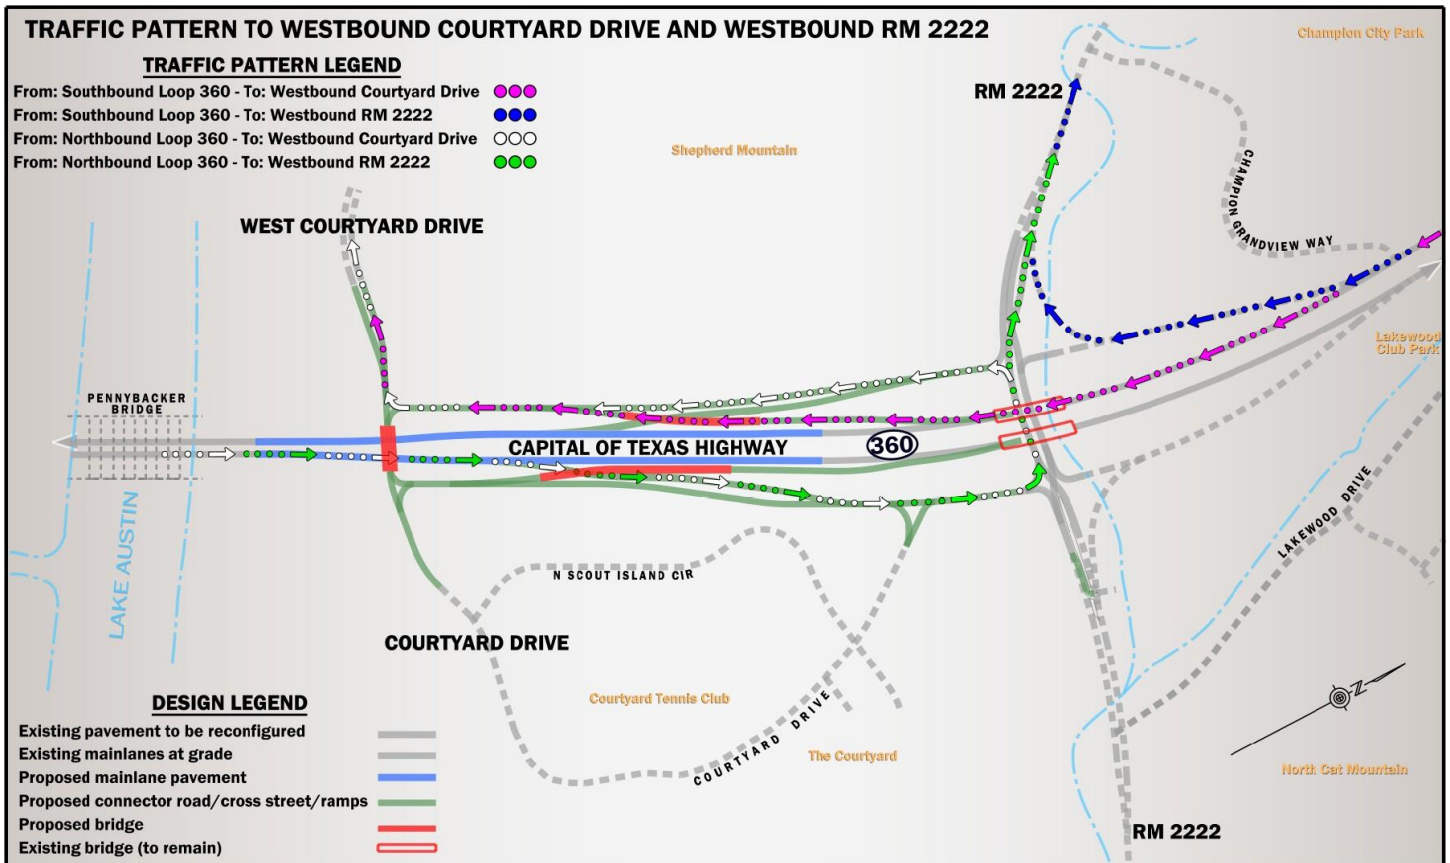 TRAFFIC PATTERN TO WESTBOUND COURTYARD DRIVE AND WESTBOUND RM 2222
TRAFFIC PATTERN LEGEND
From: Southbound Loop 360 - To: Westbound Courtyard Drive
From: Southbound Loop 360 - To: Westbound RM 2222
From: Northbound Loop 360 - To: Westbound Courtyard Drive
From: Northbound Loop 360 - To: Westbound RM 2222
Champion City Park
RM 2222
Shepherd Mountain
CHAMPION GRANDVIEW WAY
WEST COURTYARD DRIVE
Lakewood
Club Park
PENNYBACKER
BRIDGE
CAPITAL OF TEXAS HIGHWAY
360
LAKE AUSTIN
LAKEWOOD DRIVE
N SCOUT ISLAND CIR
COURTYARD DRIVE
Courtyard Tennis Club
COURTYARD DRIVE
The Courtyard
N
North Cat Mountain
RM 2222
DESIGN LEGEND
Existing pavement to be reconfigured
Existing mainlanes at grade
Proposed mainlane pavement
Proposed connector road/cross street/ramps
Proposed bridge
Existing bridge (to remain)